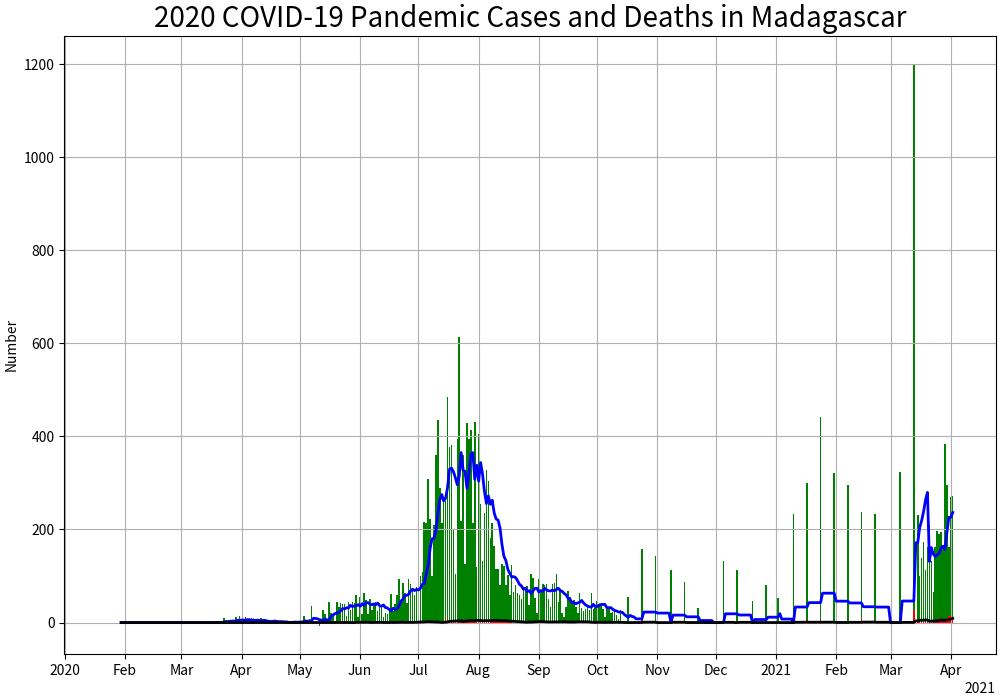 2020 COVID-19 Pandemic Cases and Deaths in Madagascar
Number
1200
1000
800
600
400
200
0
2020 Feb Mar Apr May Jun Jul Aug Sep Oct Nov Dec 2021 Feb Mar Apr
2021